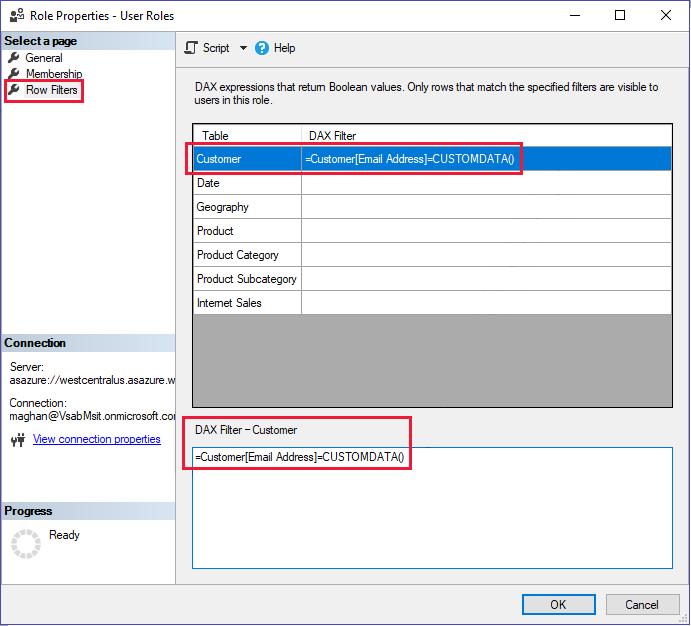 Role Properties - User Roles
Select a page
General
Membership
Row Filters
Script
Help
DAX expressions that return Boolean values. Only rows that match the specified filters are visible to
users in this role.
Table DAX Filter
Customer =Customer[Email Address]=CUSTOMDATA()
Date
Geography
Product
Product Category
Product Subcategory
Internet Sales
DAX Filter – Customer
=Customer[Email Address]=CUSTOMDATA()
Connection
Server:
asazure://westcentralus.asazure.w
Connection:
maghan@VsabMsit.onmicrosoft.co
View connection properties
Progress
Ready
OK
Cancel